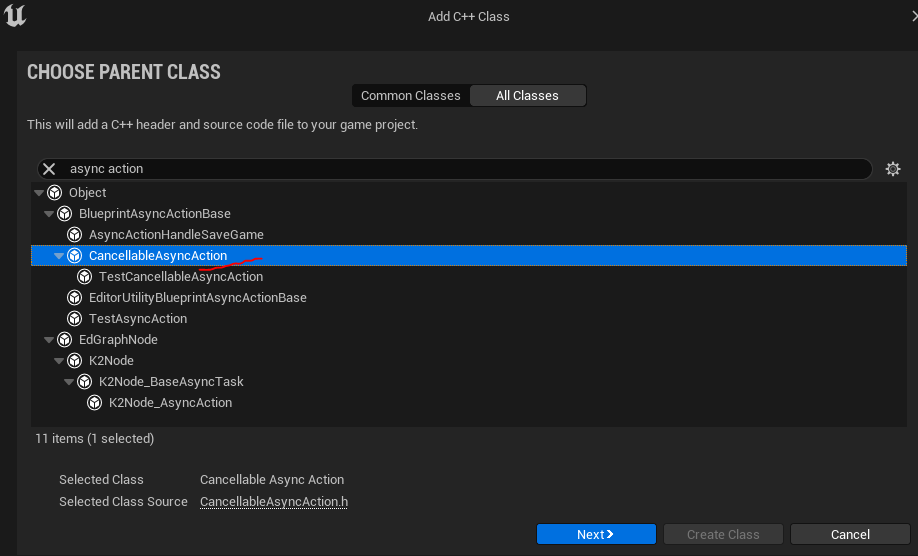 Add C++ Class
CHOOSE PARENT CLASS
Common Classes
All Classes
This will add a C++ header and source code file to your game project.
async action
Object
BlueprintAsyncActionBase
AsyncActionHandleSaveGame
CancellableAsyncAction
TestCancellableAsyncAction
EditorUtilityBlueprintAsyncActionBase
TestAsyncAction
EdGraphNode
K2Node
K2Node_BaseAsyncTask
K2Node_AsyncAction
11 items (1 selected)
Selected Class Cancellable Async Action
Selected Class Source CancellableAsyncAction.h
Next
Create Class
Cancel